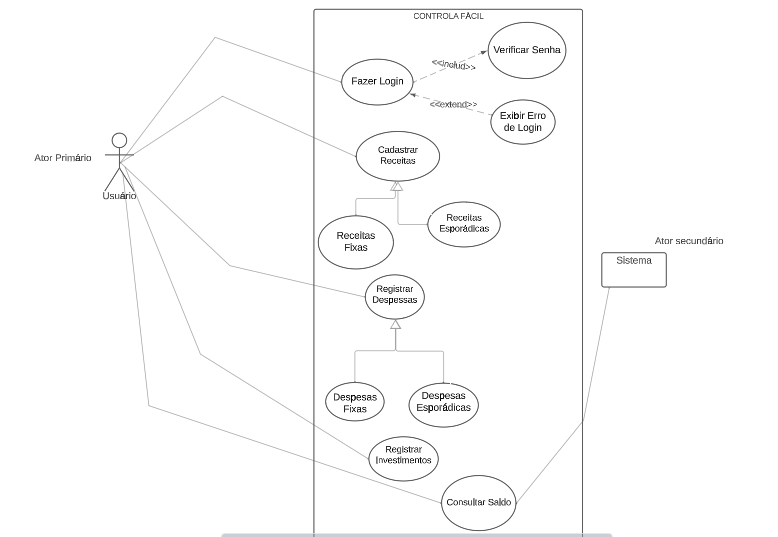 CONTROLA FÁCIL
Verificar Senha
<<includ>>
Fazer Login
<<extend>>
Exibir Erro
de Login
Cadastrar
Receitas
Ator Primário
Usuário
Receitas
Fixas
Receitas
Esporádicas
Ator secundário
Sistema
Registrar
Despessas
Despesas
Fixas
Despesas
Esporádicas
Registrar
Investimentos
Consultar Saldo